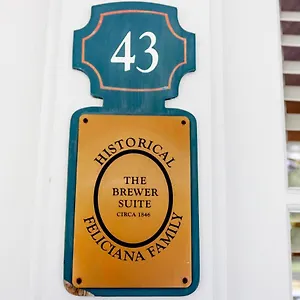 43
HISTORICAL
THE
BREWER
SUITE
CIRCA 1846
FELICIANA FAMILY